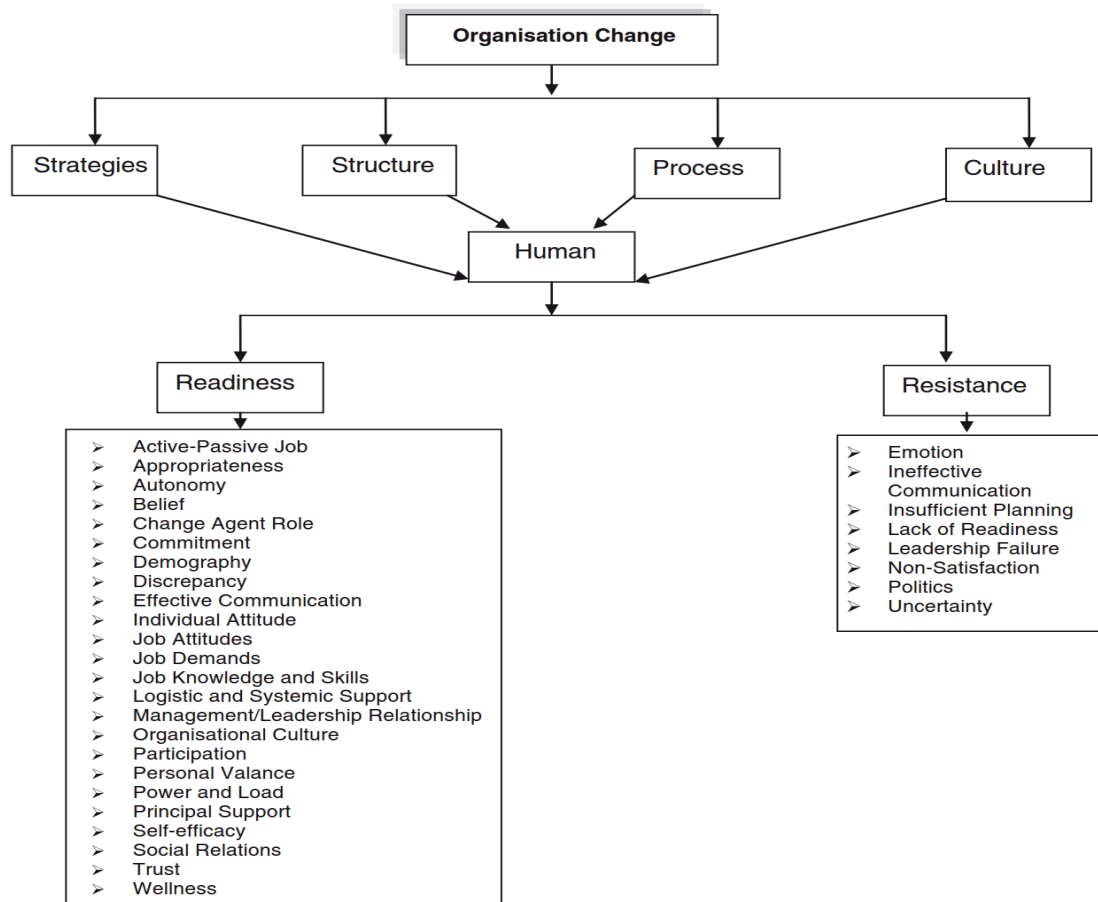 Organisation Change
Strategies
Structure
Process
Culture
Human
Readiness
Resistance
Active-Passive Job
Appropriateness
Autonomy
Belief
Change Agent Role
Commitment
Demography
Discrepancy
Effective Communication
Individual Attitude
Job Attitudes
Job Demands
Job Knowledge and Skills
Logistic and Systemic Support
Management/Leadership Relationship
Organisational Culture
Participation
Personal Valance
Power and Load
Principal Support
Self-efficacy
Social Relations
Trust
Wellness
Emotion
Ineffective
Communication
Insufficient Planning
Lack of Readiness
Leadership Failure
Non-Satisfaction
Politics
Uncertainty